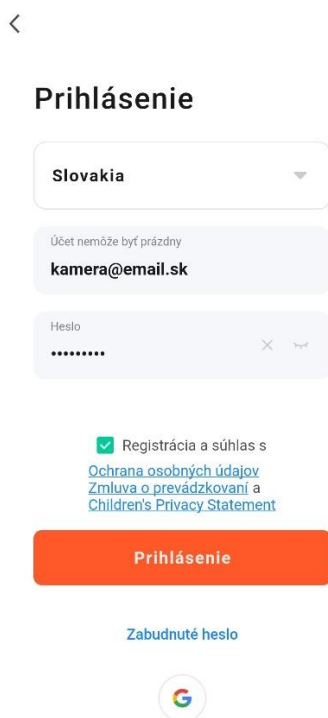 Prihlásenie
Slovakia
Účet nemôže byť prázdny
kamera@email.sk
Heslo
•••••••••
Registrácia a súhlas s
Ochrana osobných údajov
Zmluva o prevádzkovaní a
Children's Privacy Statement
Prihlásenie
Zabudnuté heslo